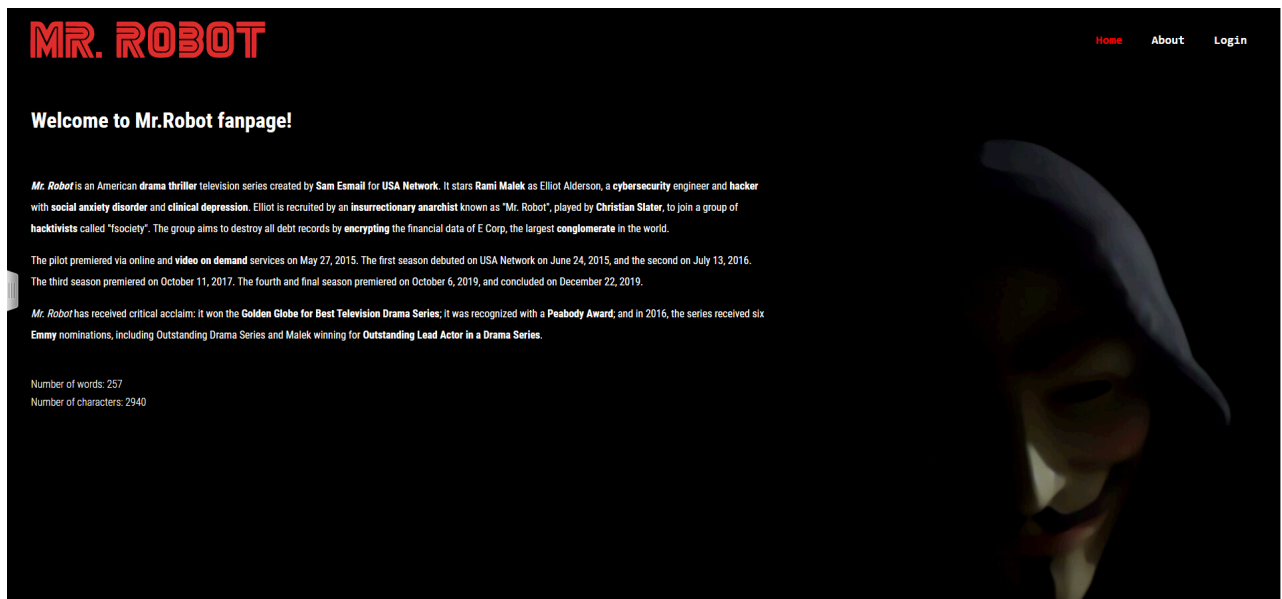 MR. ROBOT
Home About Login
Welcome to Mr.Robot fanpage!
Mr. Robot is an American drama thriller television series created by Sam Esmail for USA Network. It stars Rami Malek as Elliot Alderson, a cybersecurity engineer and hacker
with social anxiety disorder and clinical depression. Elliot is recruited by an insurrectionary anarchist known as "Mr. Robot", played by Christian Slater, to join a group of
hacktivists called "fsociety". The group aims to destroy all debt records by encrypting the financial data of E Corp, the largest conglomerate in the world.
The pilot premiered via online and video on demand services on May 27, 2015. The first season debuted on USA Network on June 24, 2015, and the second on July 13, 2016.
The third season premiered on October 11, 2017. The fourth and final season premiered on October 6, 2019, and concluded on December 22, 2019.
Mr. Robot has received critical acclaim: it won the Golden Globe for Best Television Drama Series; it was recognized with a Peabody Award; and in 2016, the series received six
Emmy nominations, including Outstanding Drama Series and Malek winning for Outstanding Lead Actor in a Drama Series.
Number of words: 257
Number of characters: 2940